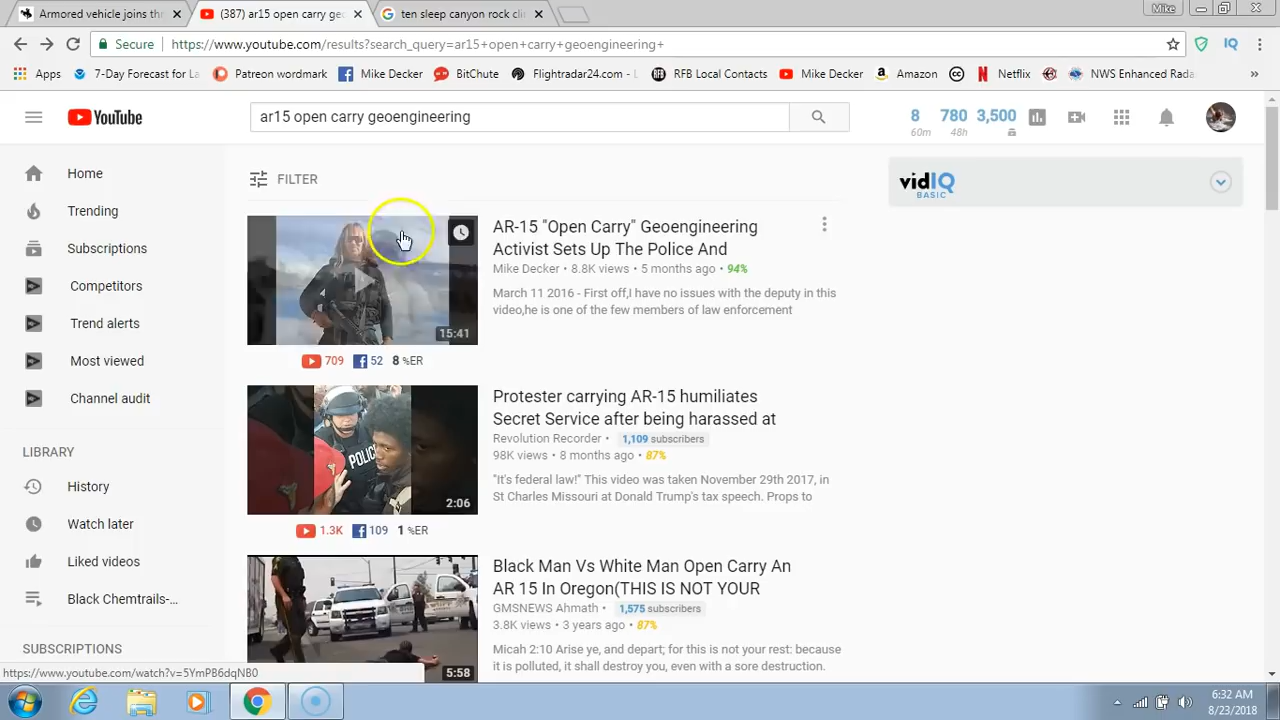 Armored vehicle joins thr
(387) ar15 open carry geo
ten sleep canyon rock cli
Mike
Secure
https://www.youtube.com/results?search_query=ar15+open+carry+geoengineering+
Apps
7-Day Forecast for La
Patreon wordmark
Mike Decker
BitChute
Flightradar24.com - L
RFB Local Contacts
Mike Decker
Amazon
Netflix
NWS Enhanced Rada
YouTube
ar15 open carry geoengineering
8 780 3,500
60m 48h
Home
Trending
Subscriptions
Competitors
Trend alerts
Most viewed
Channel audit
LIBRARY
History
Watch later
Liked videos
Black Chemtrails-...
SUBSCRIPTIONS
FILTER
vidIQ
BASIC
15:41
AR-15 "Open Carry" Geoengineering
Activist Sets Up The Police And
Mike Decker • 8.8K views • 5 months ago • 94%
March 11 2016 - First off,I have no issues with the deputy in this
video,he is one of the few members of law enforcement
709 52 8 %ER
POLICE
2:06
Protester carrying AR-15 humiliates
Secret Service after being harassed at
Revolution Recorder • 1,109 subscribers
98K views • 8 months ago • 87%
"It's federal law!" This video was taken November 29th 2017, in
St Charles Missouri at Donald Trump's tax speech. Props to
1.3K 109 1 %ER
5:58
Black Man Vs White Man Open Carry An
AR 15 In Oregon(THIS IS NOT YOUR
GMSNEWS Ahmath • 1,575 subscribers
3.8K views • 3 years ago • 87%
Micah 2:10 Arise ye, and depart; for this is not your rest: because
it is polluted, it shall destroy you, even with a sore destruction.
https://www.youtube.com/watch?v=5YmPB6dqNB0
6:32 AM
8/23/2018